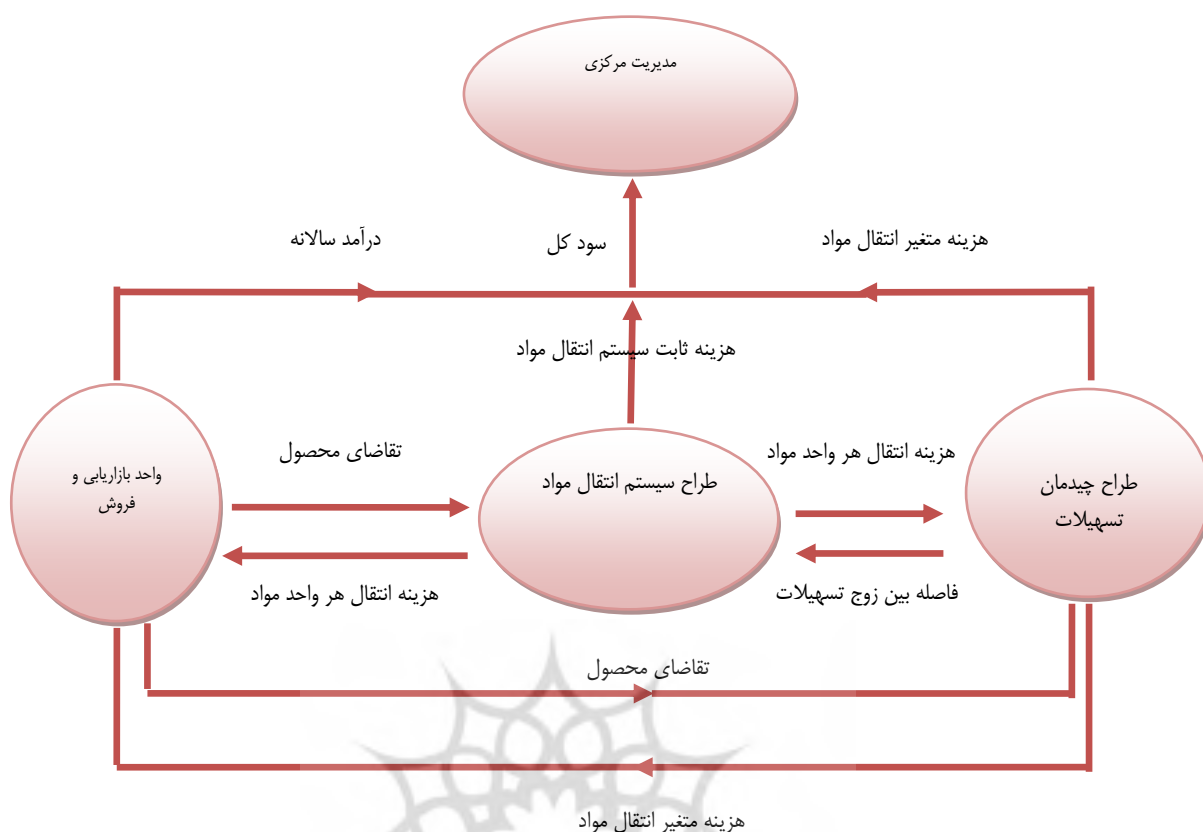 مدیریت مرکزی
هزینه متغیر انتقال مواد
سود کل
درآمد سالانه
هزینه ثابت سیستم انتقال مواد
طراح چیدمان
تسهیلات
هزینه انتقال هر واحد مواد
طراح سیستم انتقال مواد
تقاضای محصول
واحد بازاریابی و
فروش
فاصله بین زوج تسهیلات
هزینه انتقال هر واحد مواد
تقاضای محصول
هزینه متغیر انتقال مواد